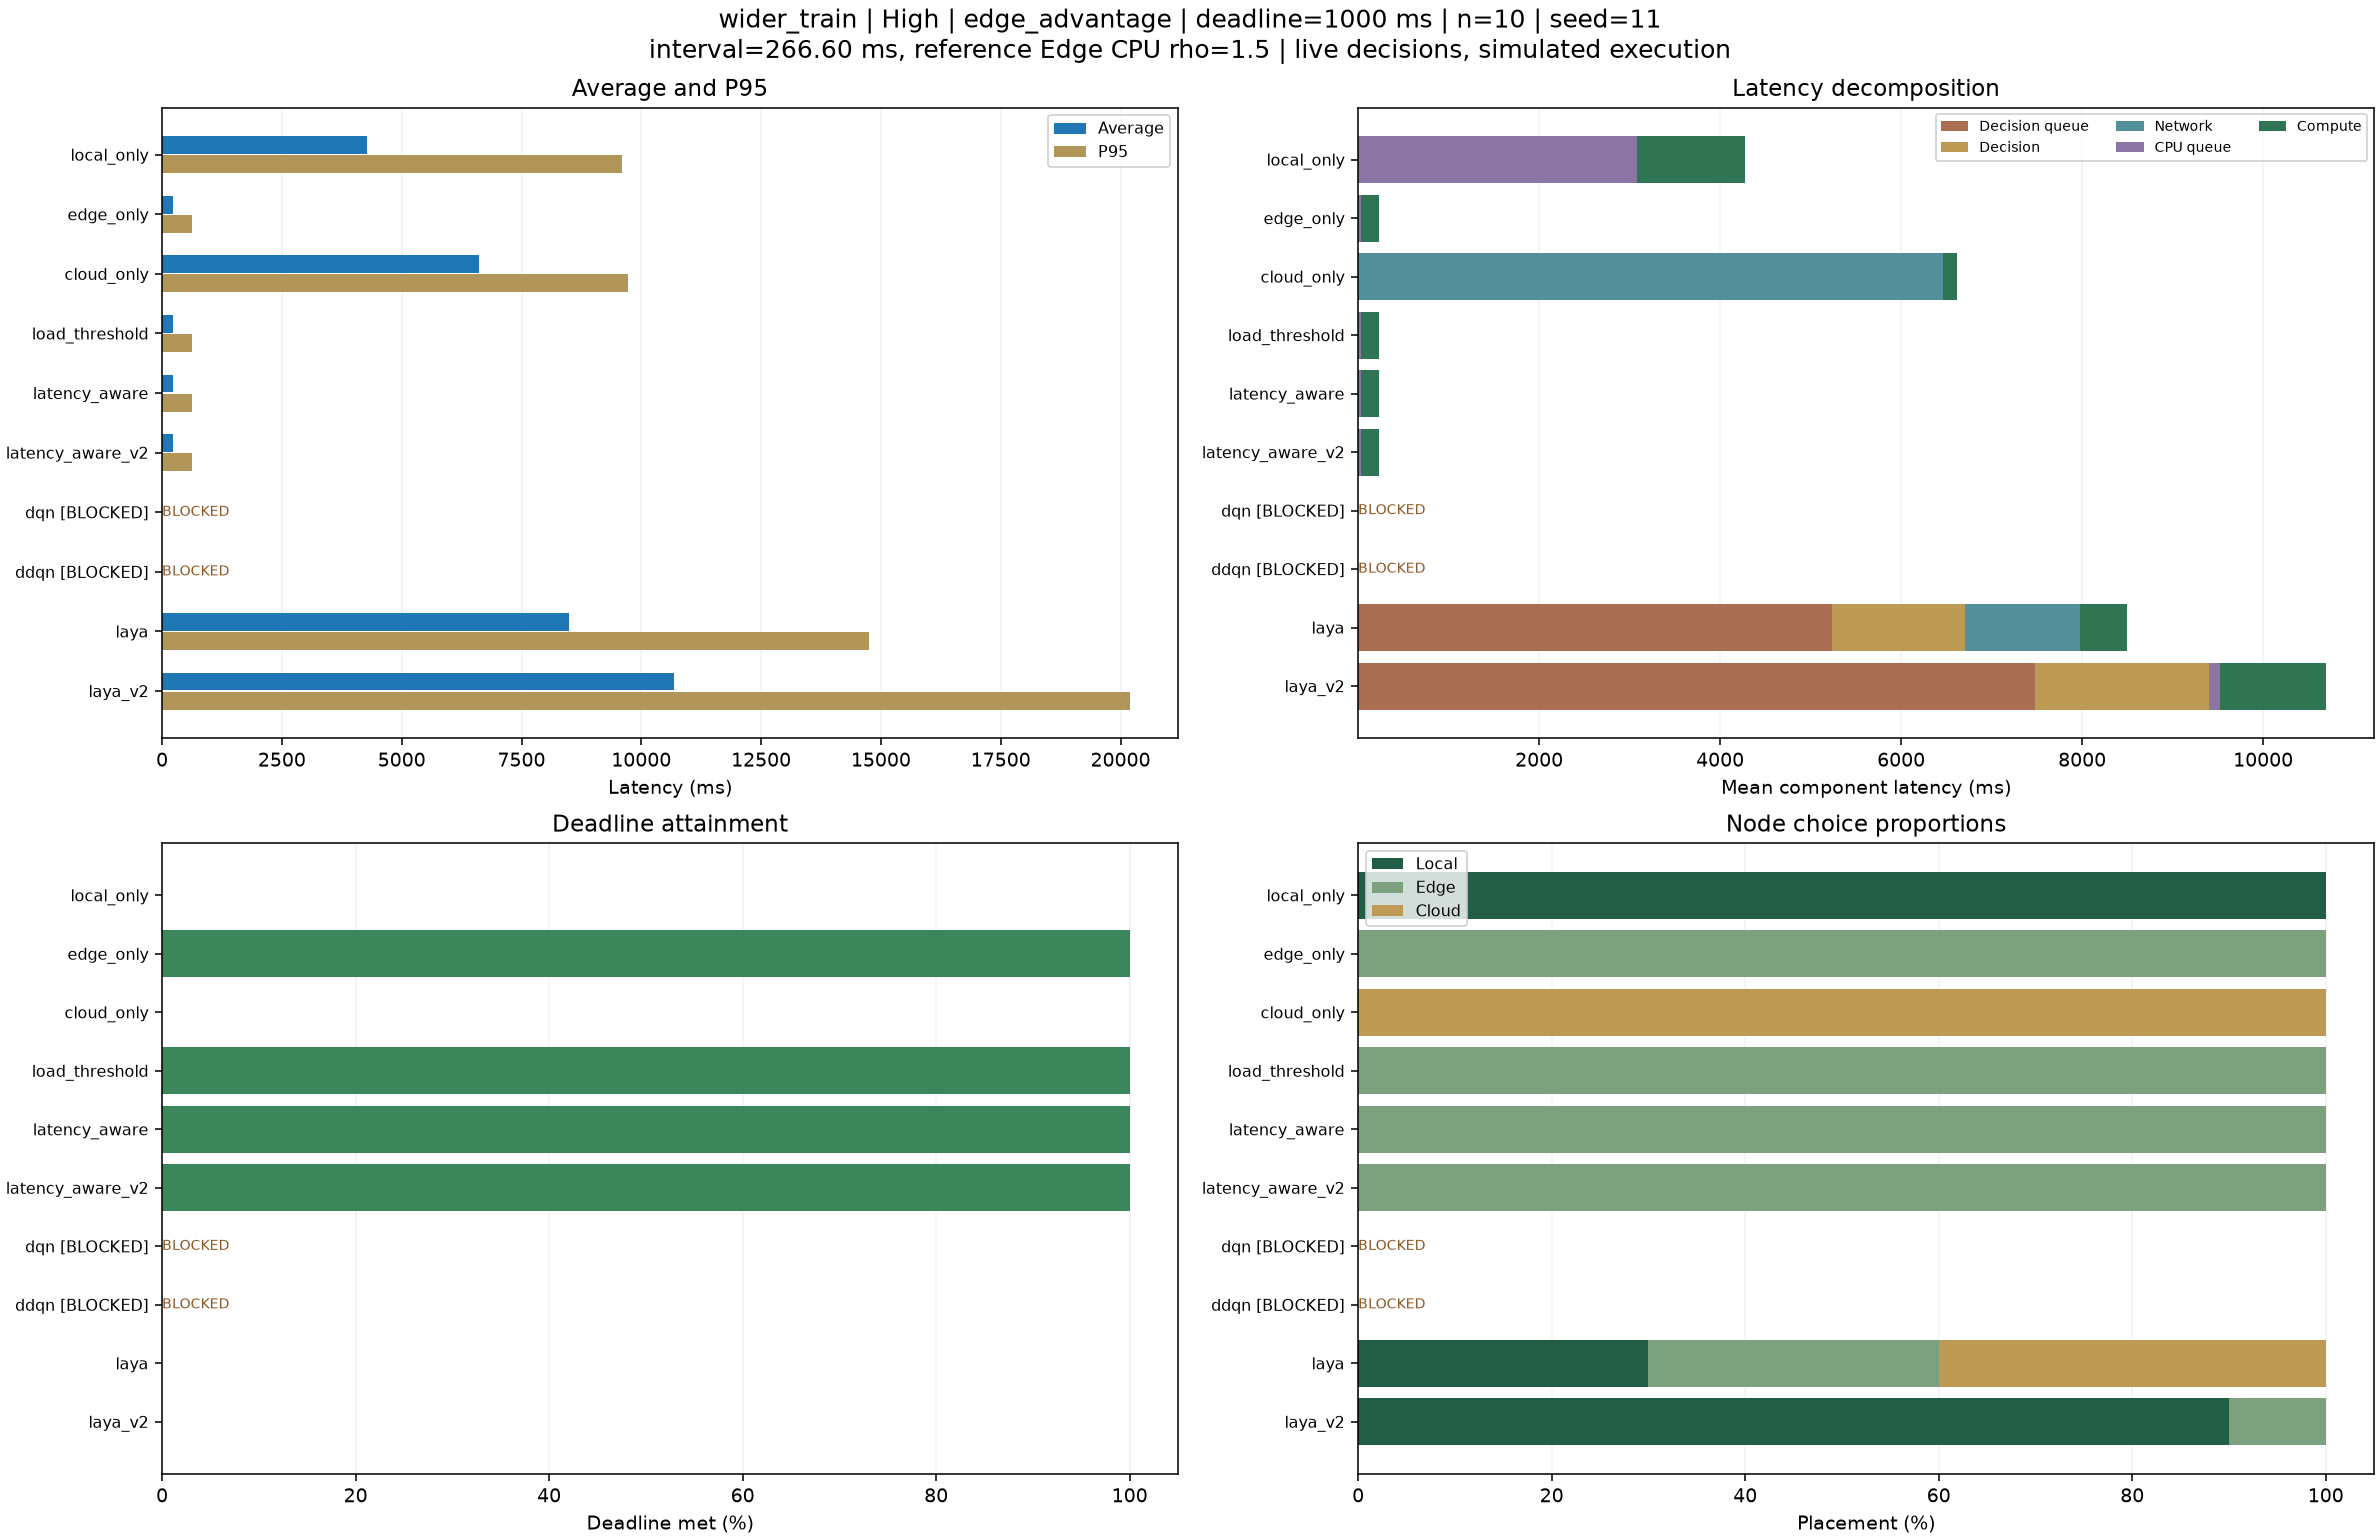 wider_train | High | edge_advantage | deadline=1000 ms | n=10 | seed=11
interval=266.60 ms, reference Edge CPU rho=1.5 | live decisions, simulated execution
Average and P95
Average
P95
local_only
edge_only
cloud_only
load_threshold
latency_aware
latency_aware_v2
dqn [BLOCKED] BLOCKED
ddqn [BLOCKED] BLOCKED
laya
laya_v2
0 2500 5000 7500 10000 12500 15000 17500 20000
Latency (ms)
Latency decomposition
Decision queue Network Compute
Decision CPU queue
local_only
edge_only
cloud_only
load_threshold
latency_aware
latency_aware_v2
dqn [BLOCKED] BLOCKED
ddqn [BLOCKED] BLOCKED
laya
laya_v2
2000 4000 6000 8000 10000
Mean component latency (ms)
Deadline attainment
local_only
edge_only
cloud_only
load_threshold
latency_aware
latency_aware_v2
dqn [BLOCKED] BLOCKED
ddqn [BLOCKED] BLOCKED
laya
laya_v2
0 20 40 60 80 100
Deadline met (%)
Node choice proportions
Local
Edge
Cloud
local_only
edge_only
cloud_only
load_threshold
latency_aware
latency_aware_v2
dqn [BLOCKED] BLOCKED
ddqn [BLOCKED] BLOCKED
laya
laya_v2
0 20 40 60 80 100
Placement (%)